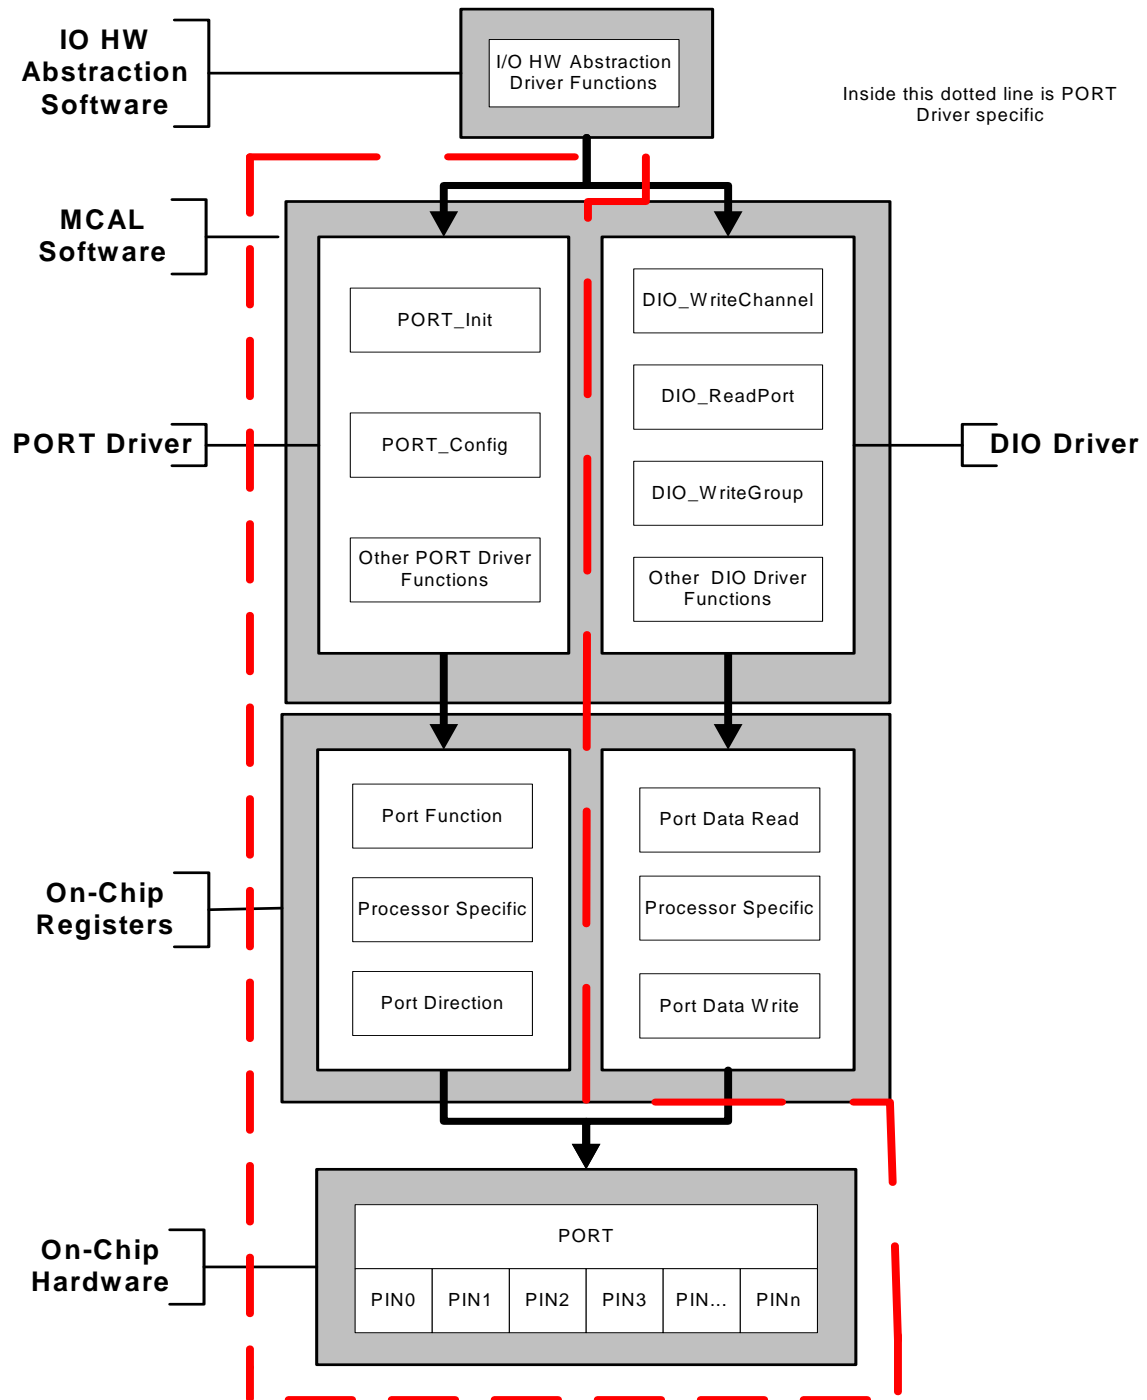 IO HW
Abstraction
Software
I/O HW Abstraction
Driver Functions
Inside this dotted line is PORT
Driver specific
MCAL
Software
PORT_Init
DIO_WriteChannel
DIO_ReadPort
PORT Driver
PORT_Config
DIO Driver
DIO_WriteGroup
Other PORT Driver
Functions
Other DIO Driver
Functions
Port Function
Port Data Read
On-Chip
Registers
Processor Specific
Processor Specific
Port Direction
Port Data Write
On-Chip
Hardware
PORT
PIN0 PIN1 PIN2 PIN3 PIN... PINn